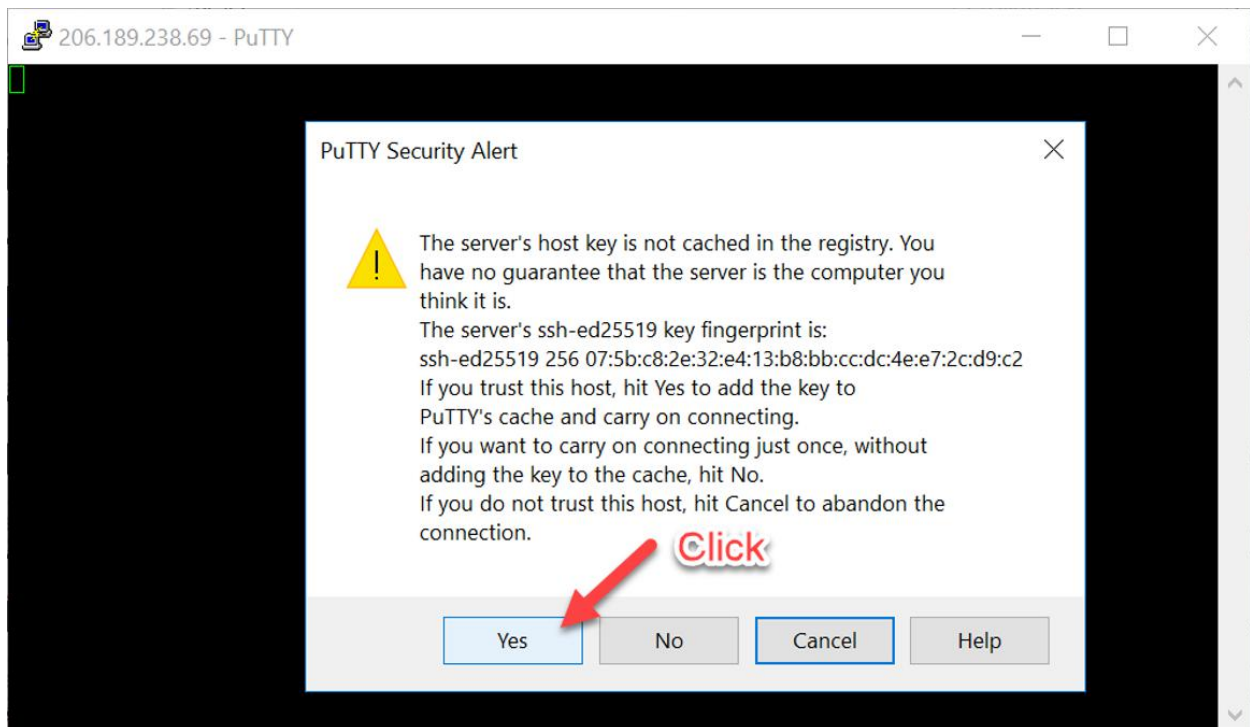 206.189.238.69 - PuTTY
PuTTY Security Alert
The server's host key is not cached in the registry. You
have no guarantee that the server is the computer you
think it is.
The server's ssh-ed25519 key fingerprint is:
ssh-ed25519 256 07:5b:c8:2e:32:e4:13:b8:bb:cc:dc:4e:e7:2c:d9:c2
If you trust this host, hit Yes to add the key to
PuTTY's cache and carry on connecting.
If you want to carry on connecting just once, without
adding the key to the cache, hit No.
If you do not trust this host, hit Cancel to abandon the
connection.
Click
Yes No Cancel Help